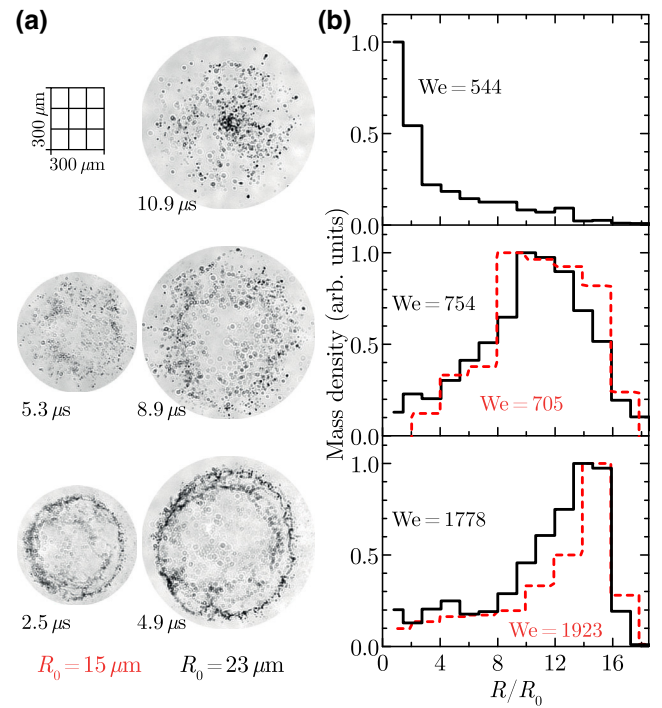 (a)
300 μm
300 μm
10.9 μs
5.3 μs
8.9 μs
2.5 μs
4.9 μs
R₀ = 15 μm
R₀ = 23 μm
(b)
Mass density (arb. units)
1.0
0.5
0.0
We = 544
1.0
0.5
0.0
We = 754
We = 705
1.0
0.5
0.0
We = 1778
We = 1923
0 4 8 12 16
R/R₀